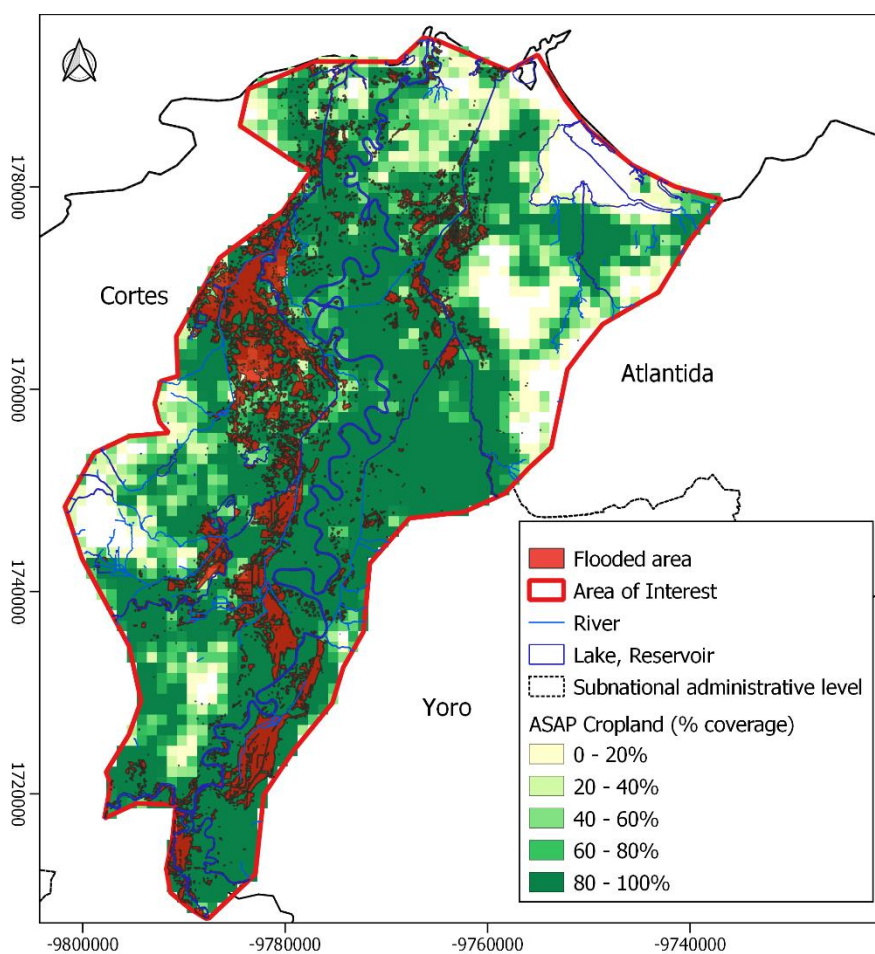 1780000
1760000
1740000
1720000
Cortes
Atlantida
Yoro
Flooded area
Area of Interest
River
Lake, Reservoir
Subnational administrative level
ASAP Cropland (% coverage)
0 - 20%
20 - 40%
40 - 60%
60 - 80%
80 - 100%
-9800000
-9780000
-9760000
-9740000